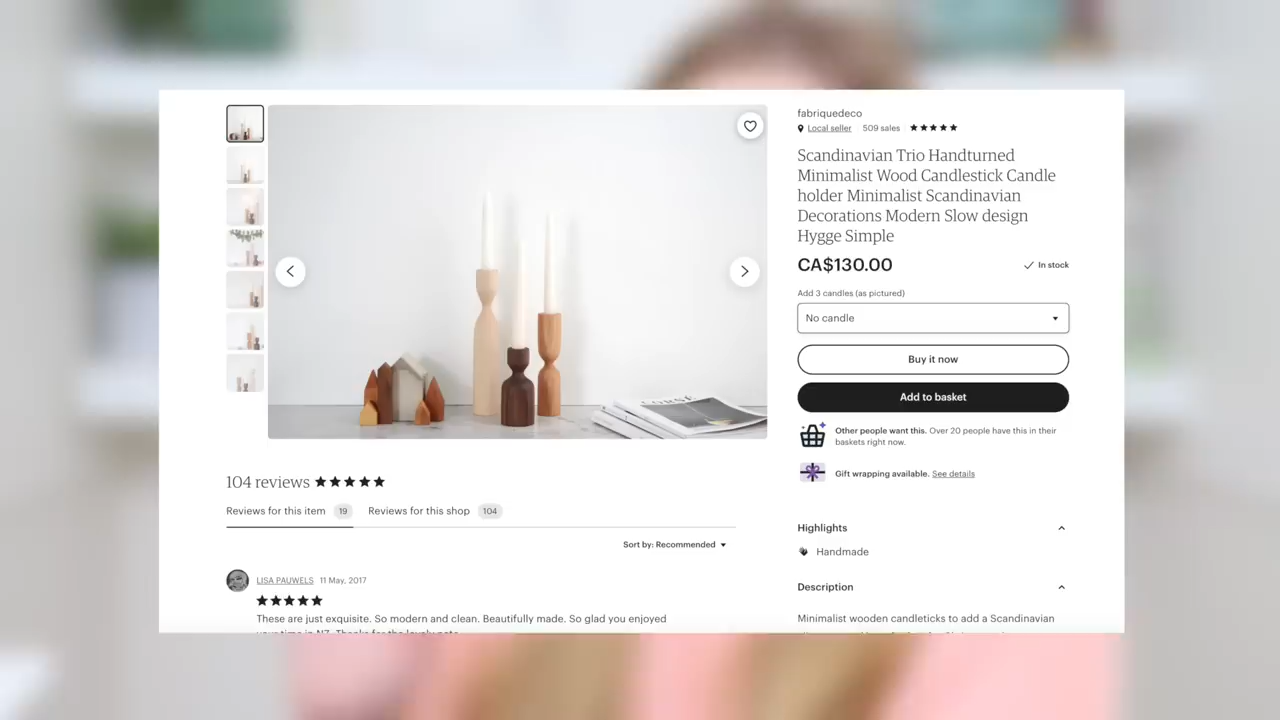 fabriquedeco
Local seller 509 sales
Scandinavian Trio Handturned
Minimalist Wood Candlestick Candle
holder Minimalist Scandinavian
Decorations Modern Slow design
Hygge Simple
CA$130.00
In stock
Add 3 candles (as pictured)
No candle
Buy it now
Add to basket
Other people want this. Over 20 people have this in their
baskets right now.
Gift wrapping available. See details
Highlights
Handmade
Description
Minimalist wooden candleticks to add a Scandinavian
104 reviews
Reviews for this item 19 Reviews for this shop 104
Sort by: Recommended
LISA PAUWELS 11 May, 2017
These are just exquisite. So modern and clean. Beautifully made. So glad you enjoyed